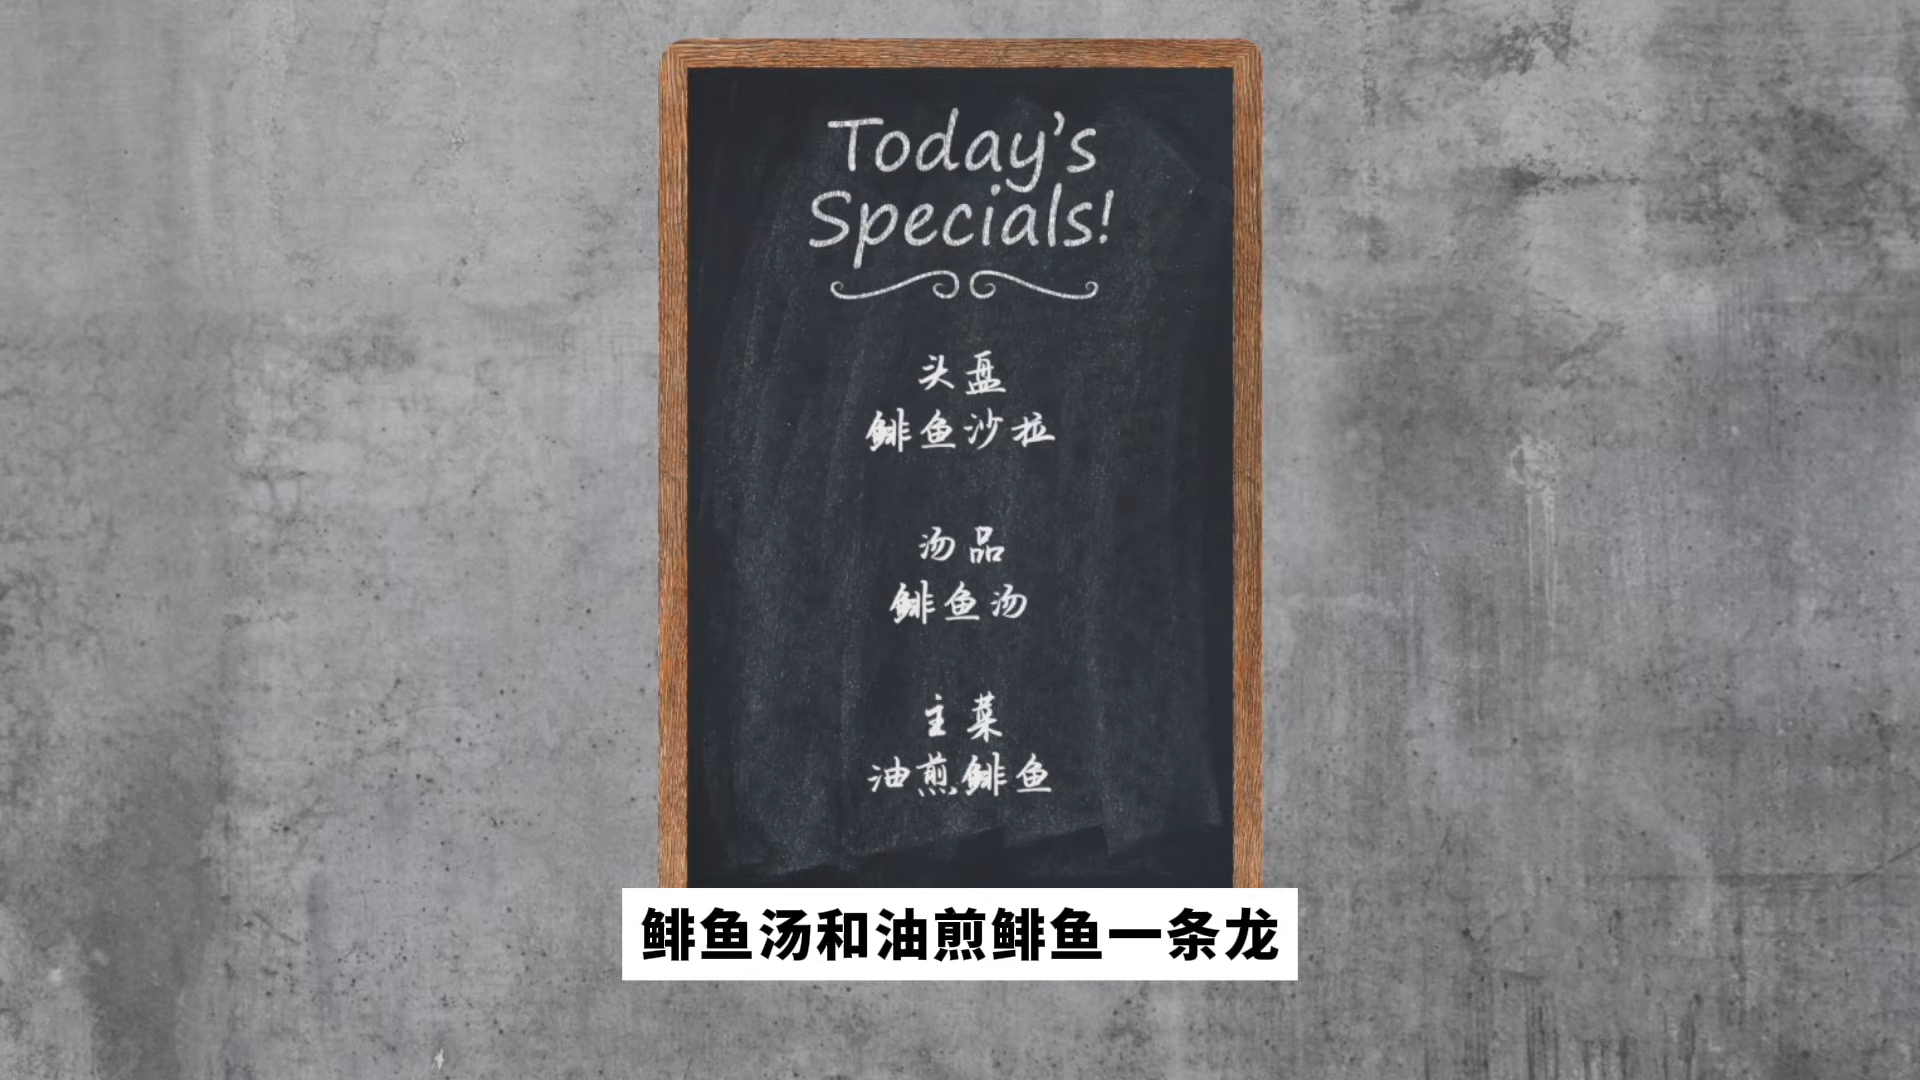 Today's
Specials!
头盘
鲱鱼沙拉
汤品
鲱鱼汤
主菜
油煎鲱鱼
鲱鱼汤和油煎鲱鱼一条龙